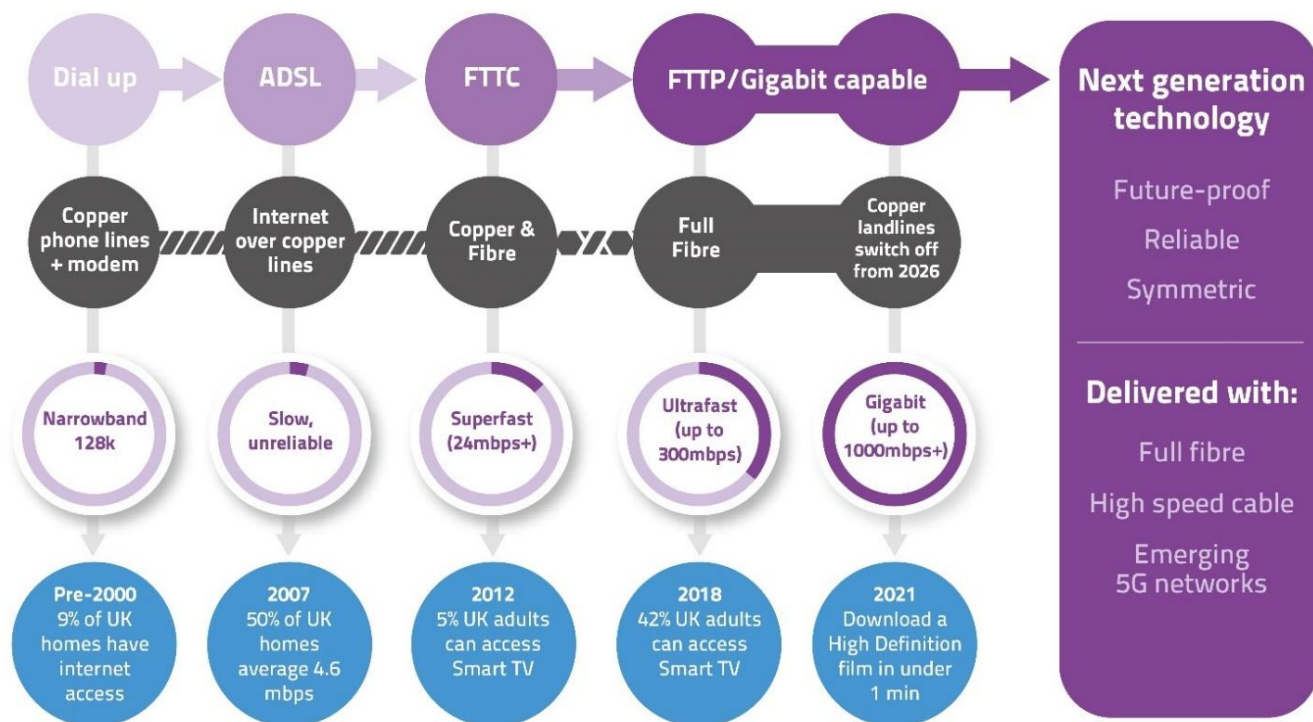 Dial up
ADSL
FTTC
FTTP/Gigabit capable
Copper
phone lines
+ modem
Internet
over copper
lines
Copper &
Fibre
Full
Fibre
Copper
landlines
switch off
from 2026
Narrowband
128k
Slow,
unreliable
Superfast
(24mbps+)
Ultrafast
(up to
300mbps)
Gigabit
(up to
1000mbps+)
Pre-2000
9% of UK
homes have
internet
access
2007
50% of UK
homes
average 4.6
mbps
2012
5% UK adults
can access
Smart TV
2018
42% UK adults
can access
Smart TV
2021
Download a
High Definition
film in under
1 min
Next generation
technology
Future-proof
Reliable
Symmetric
Delivered with:
Full fibre
High speed cable
Emerging
5G networks